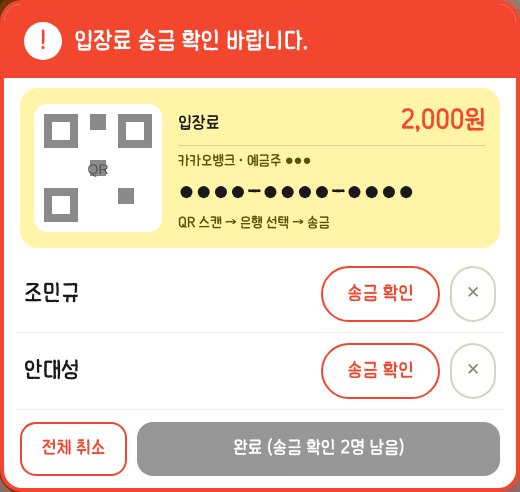 !
입장료 송금 확인 바랍니다.
QR
입장료 2,000원
카카오뱅크 · 예금주 ●●●
●●●●–●●●●–●●●●
QR 스캔 → 은행 선택 → 송금
조민규 송금 확인 ×
안대성 송금 확인 ×
전체 취소 완료 (송금 확인 2명 남음)